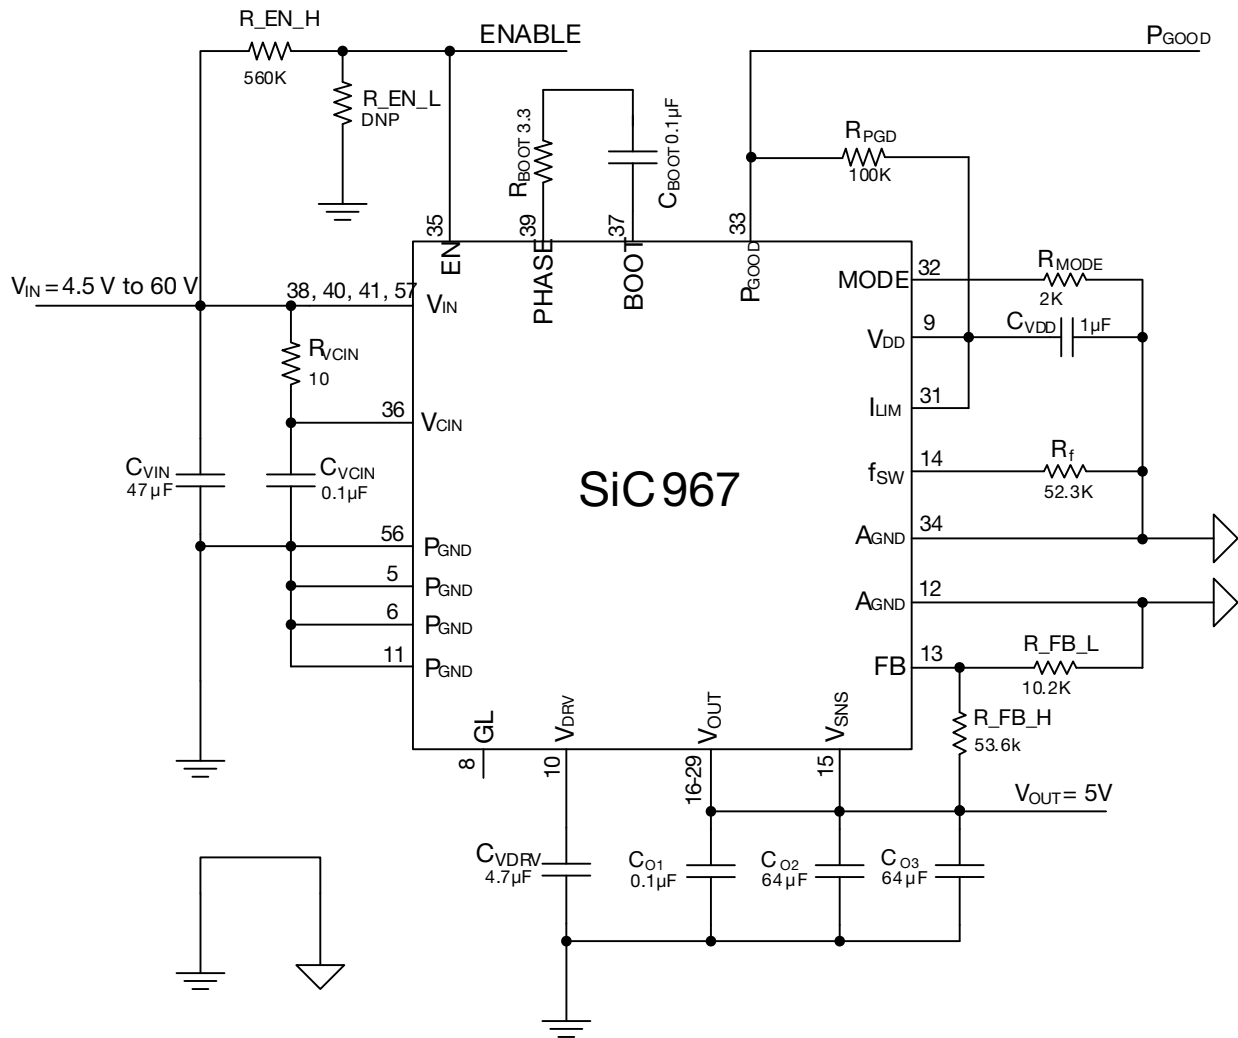 R_EN_H
560K
ENABLE
R_EN_L
DNP
RBOOT 3.3
CBOOT 0.1µF
PGOOD
RPGD
100K
35
39
37
33
EN
PHASE
BOOT
PGOOD
VIN = 4.5 V to 60 V
38, 40, 41, 57
VIN
RVCIN
10
36
VCIN
CVIN
47µF
CVCIN
0.1µF
56
PGND
5
PGND
6
PGND
11
PGND
SiC967
MODE
32
RMODE
2K
VDD
9
CVDD
1µF
ILIM
31
fSW
14
Rf
52.3K
AGND
34
AGND
12
FB
13
R_FB_L
10.2K
R_FB_H
53.6k
GL
VDRV
VOUT
VSNS
8
10
16-29
15
VOUT = 5V
CVDRV
4.7µF
CO1
0.1µF
CO2
64µF
CO3
64µF